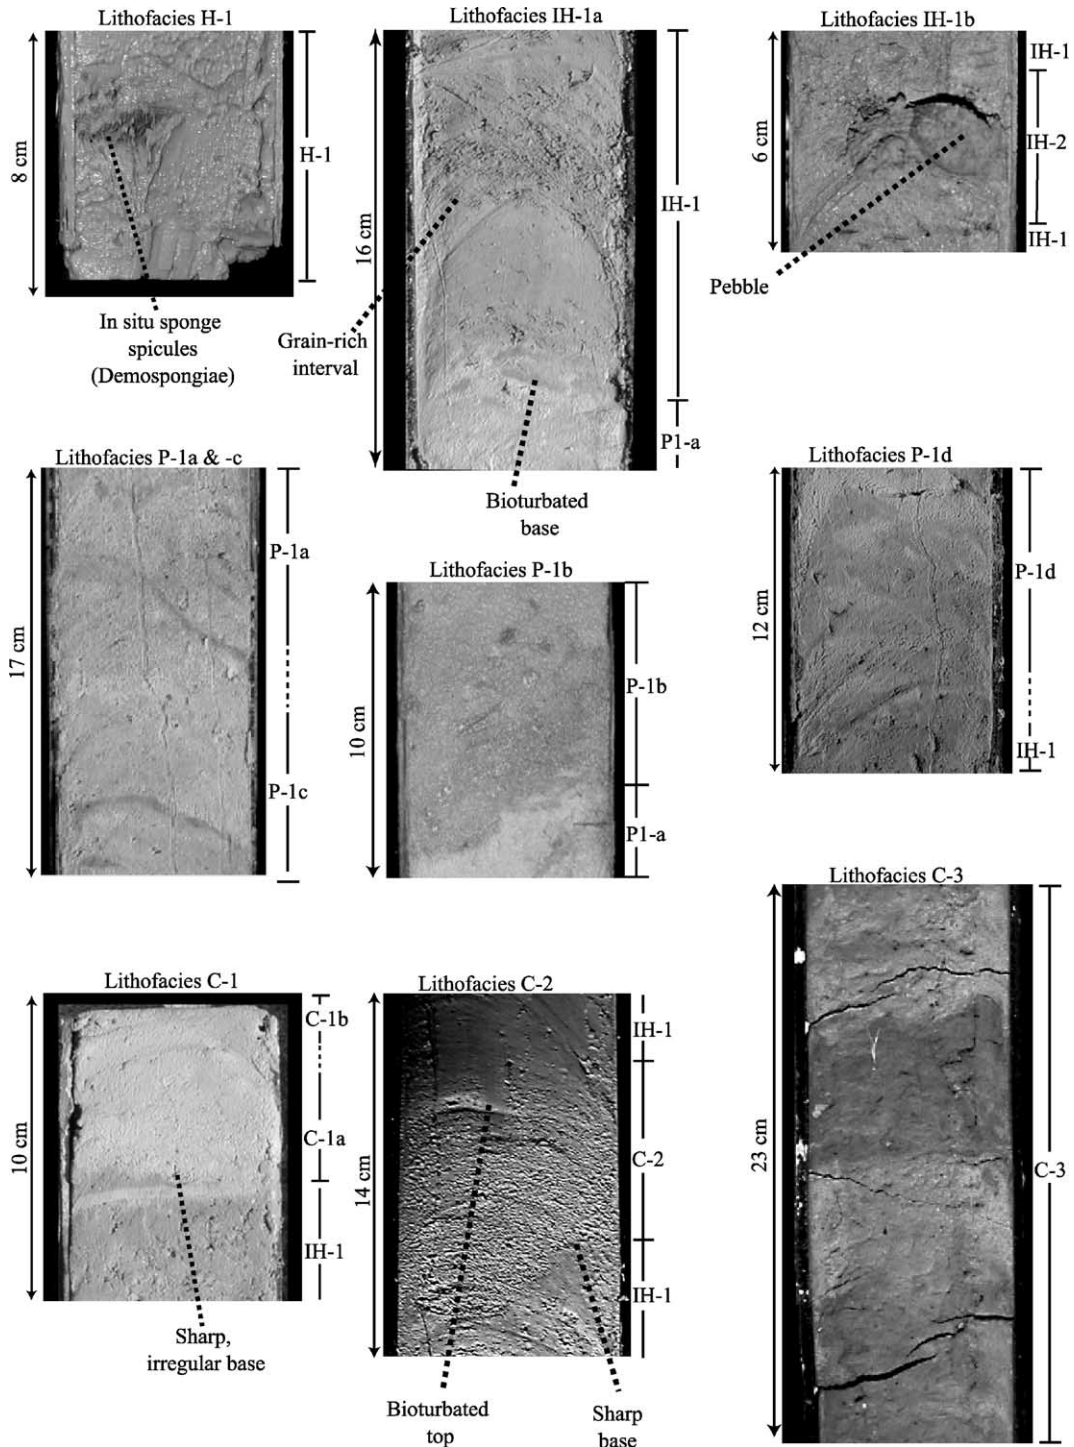 Lithofacies H-1
8 cm
H-1
In situ sponge
spicules
(Demospongiae)
Lithofacies IH-1a
16 cm
IH-1
P1-a
Grain-rich
interval
Bioturbated
base
Lithofacies IH-1b
6 cm
IH-1
IH-2
IH-1
Pebble
Lithofacies P-1a & -c
17 cm
P-1a
P-1c
Lithofacies P-1b
10 cm
P-1b
P1-a
Lithofacies P-1d
12 cm
P-1d
IH-1
Lithofacies C-1
10 cm
C-1b
C-1a
IH-1
Sharp,
irregular base
Lithofacies C-2
14 cm
IH-1
C-2
IH-1
Bioturbated
top
Sharp
base
Lithofacies C-3
23 cm
C-3